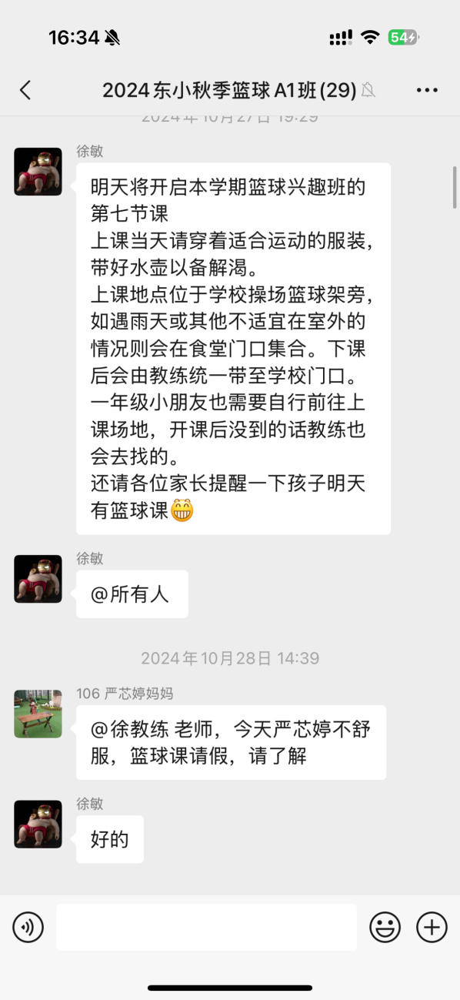 16:34
54
2024东小秋季篮球A1班(29)
2024年10月27日 19:29
徐敏
明天将开启本学期篮球兴趣班的
第七节课
上课当天请穿着适合运动的服装，
带好水壶以备解渴。
上课地点位于学校操场篮球架旁，
如遇雨天或其他不适宜在室外的
情况则会在食堂门口集合。下课
后会由教练统一带至学校门口。
一年级小朋友也需要自行前往上
课场地，开课后没到的话教练也
会去找的。
还请各位家长提醒一下孩子明天
有篮球课😁
徐敏
@所有人
2024年10月28日 14:39
106 严芯婷妈妈
@徐教练 老师，今天严芯婷不舒
服，篮球课请假，请了解
徐敏
好的